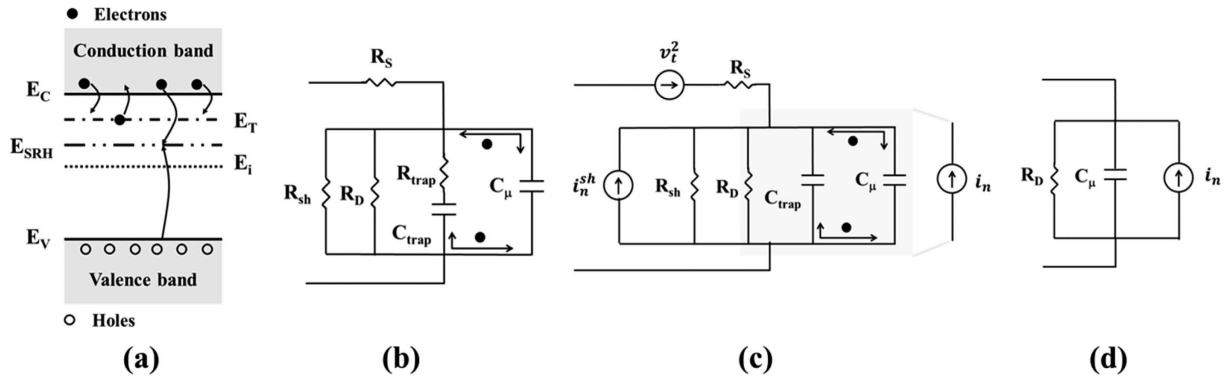 Electrons
Conduction band
E_C
E_T
E_SRH
E_i
E_V
Valence band
Holes
(a)
R_S
R_sh
R_D
R_trap
C_trap
C_μ
(b)
v_t^2
R_S
i_n^sh
R_sh
R_D
C_trap
C_μ
i_n
(c)
R_D
C_μ
i_n
(d)